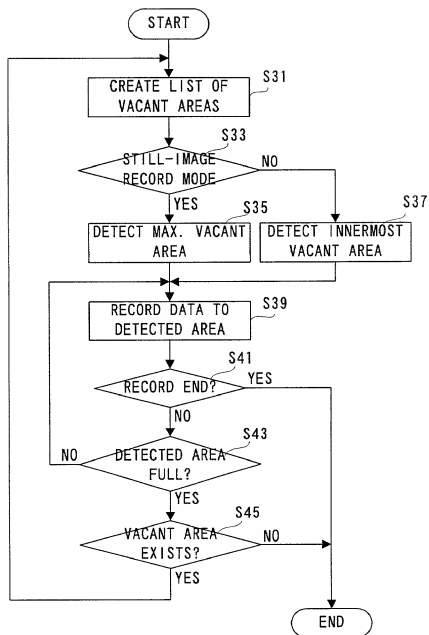 START
S31
CREATE LIST OF
VACANT AREAS
S33
STILL-IMAGE
RECORD MODE
NO
YES
S35
DETECT MAX. VACANT
AREA
S37
DETECT INNERMOST
VACANT AREA
S39
RECORD DATA TO
DETECTED AREA
S41
RECORD END?
YES
NO
S43
DETECTED AREA
FULL?
NO
YES
S45
VACANT AREA
EXISTS?
NO
YES
END